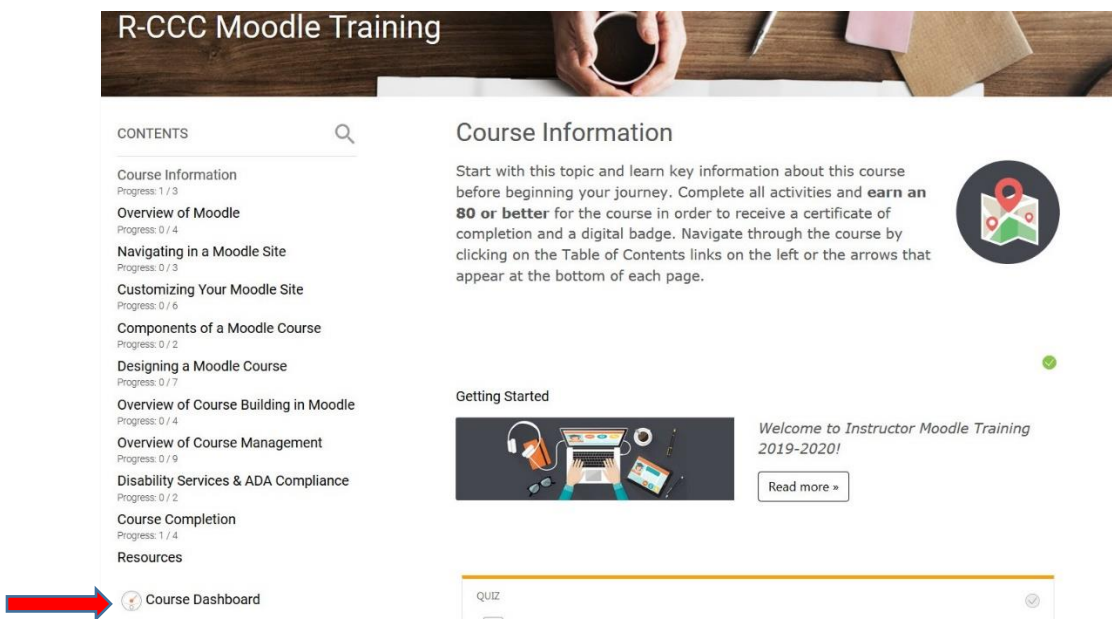 R-CCC Moodle Training
CONTENTS
Course Information
Progress: 1 / 3
Overview of Moodle
Progress: 0 / 4
Navigating in a Moodle Site
Progress: 0 / 3
Customizing Your Moodle Site
Progress: 0 / 6
Components of a Moodle Course
Progress: 0 / 2
Designing a Moodle Course
Progress: 0 / 7
Overview of Course Building in Moodle
Progress: 0 / 4
Overview of Course Management
Progress: 0 / 9
Disability Services & ADA Compliance
Progress: 0 / 2
Course Completion
Progress: 1 / 4
Resources
Course Dashboard
Course Information
Start with this topic and learn key information about this course
before beginning your journey. Complete all activities and earn an
80 or better for the course in order to receive a certificate of
completion and a digital badge. Navigate through the course by
clicking on the Table of Contents links on the left or the arrows that
appear at the bottom of each page.
Getting Started
Welcome to Instructor Moodle Training
2019-2020!
Read more »
QUIZ